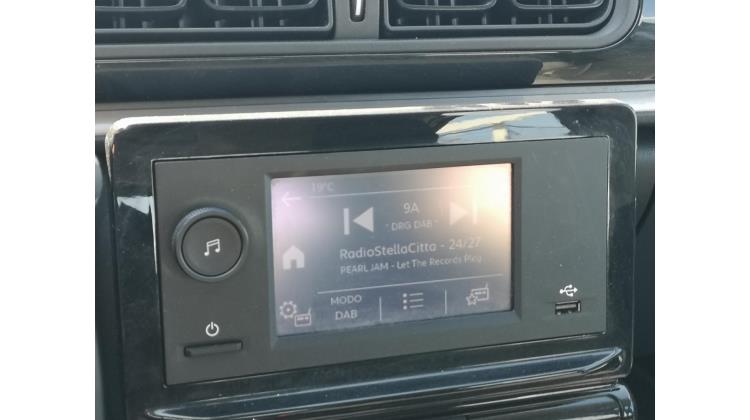 19°C
9A
- DRG DAB -
RadioStellaCitta - 24/27
PEARL JAM - Let The Records Play
MODO
DAB